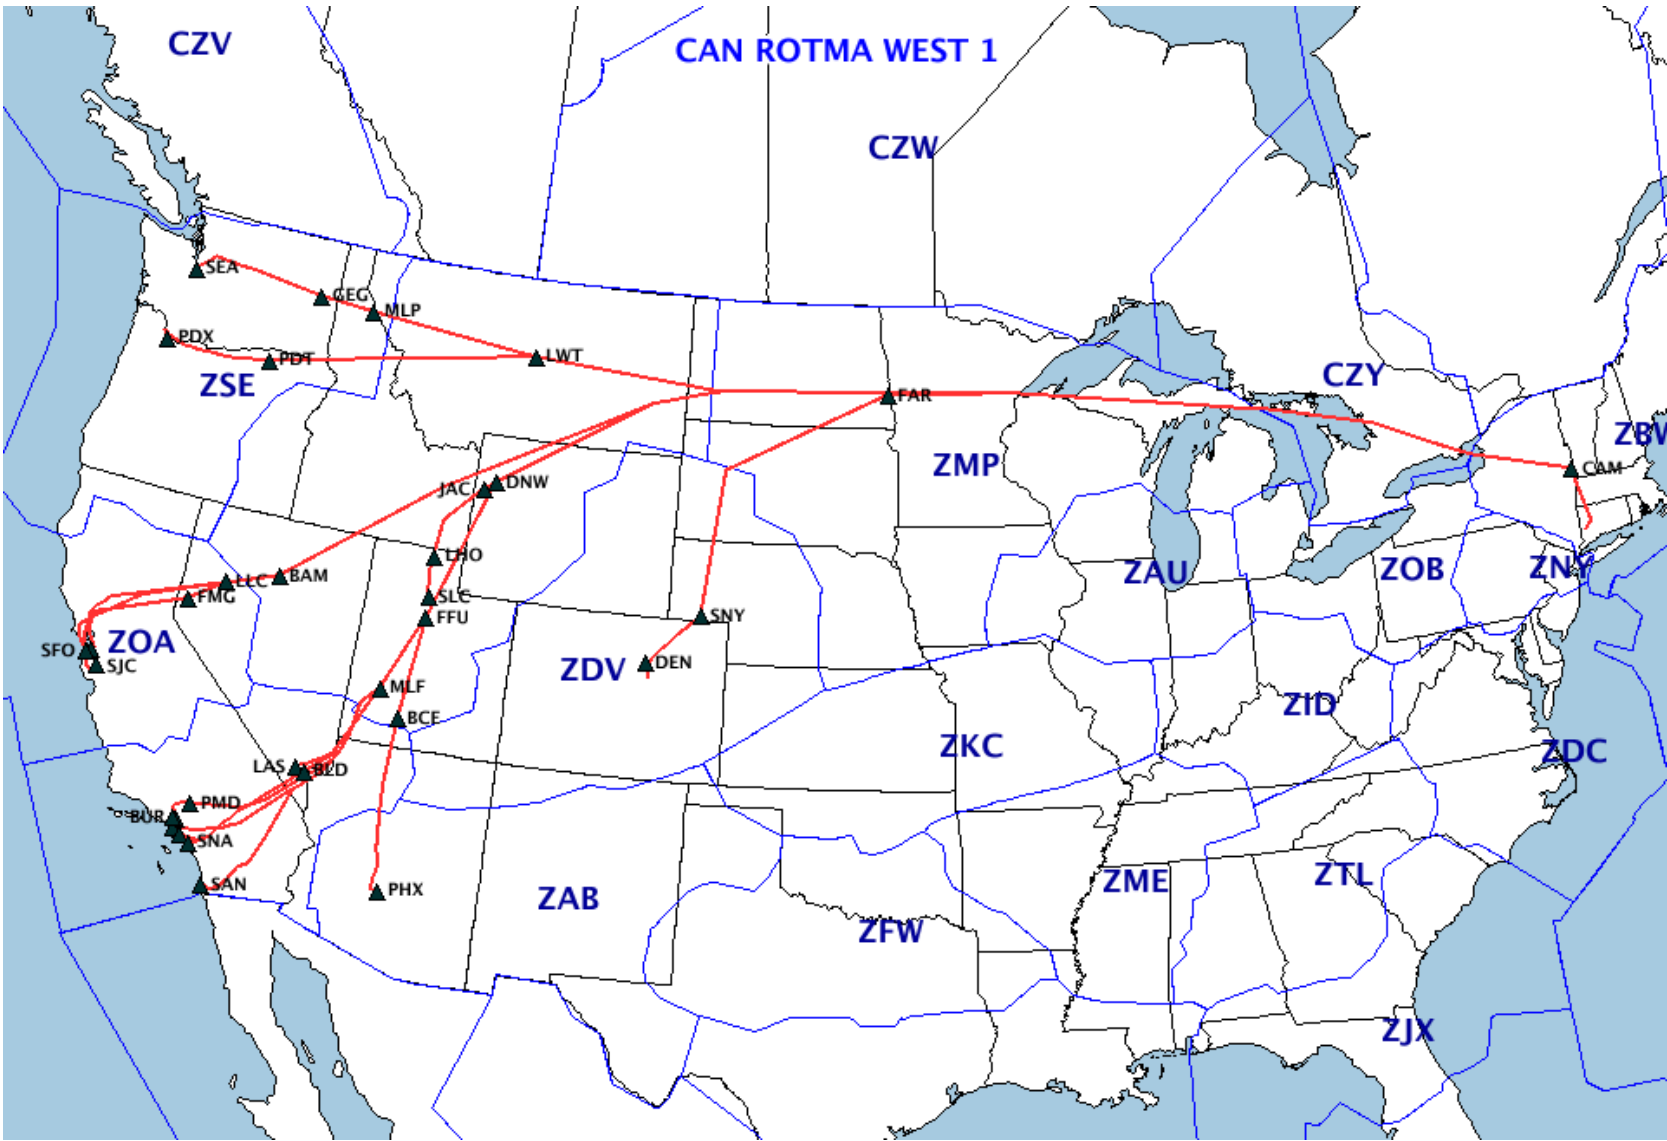 CZV
CAN ROTMA WEST 1
CZW
SEA
GEG
MLP
PDX
PDT
LWT
ZSE
CZY
FAR
ZBW
ZMP
CAM
JAC
DNW
LHO
ZAU
ZOB
ZNY
LLC
BAM
FMG
SLC
FFU
SNY
SFO
ZOA
SJC
ZDV
DEN
MLF
BCE
ZID
ZKC
ZDC
LAS
BLD
PMD
BUR
SNA
SAN
PHX
ZAB
ZME
ZTL
ZFW
ZJX